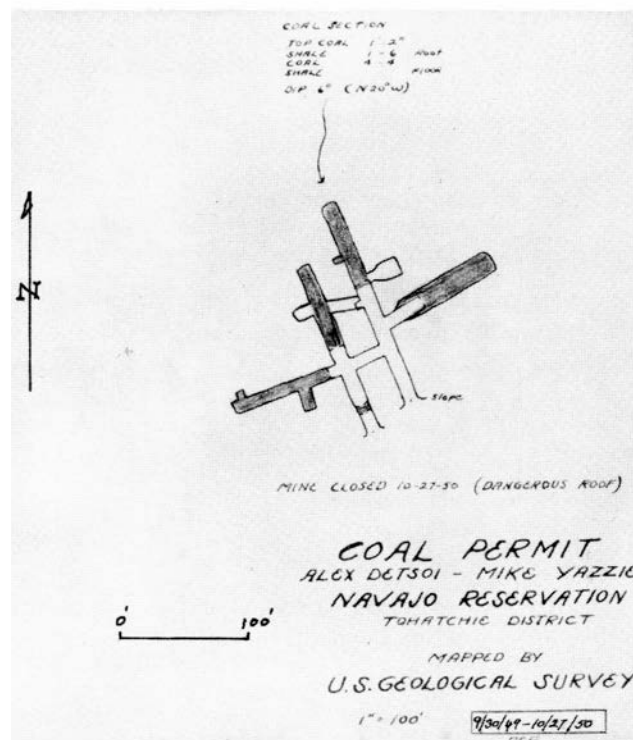 COAL SECTION
TOP COAL 1'-2"
SHALE 1-6 ROOF
COAL 4-4
SHALE FLOOR
DIP 6° (N20°W)
N
SLOPE
MINE CLOSED 10-27-50 (DANGEROUS ROOF)
COAL PERMIT
ALEX DETSOI - MIKE YAZZIE
NAVAJO RESERVATION
TOHATCHIE DISTRICT
0' 100'
MAPPED BY
U.S. GEOLOGICAL SURVEY
1" = 100'
9/30/49-10/27/50